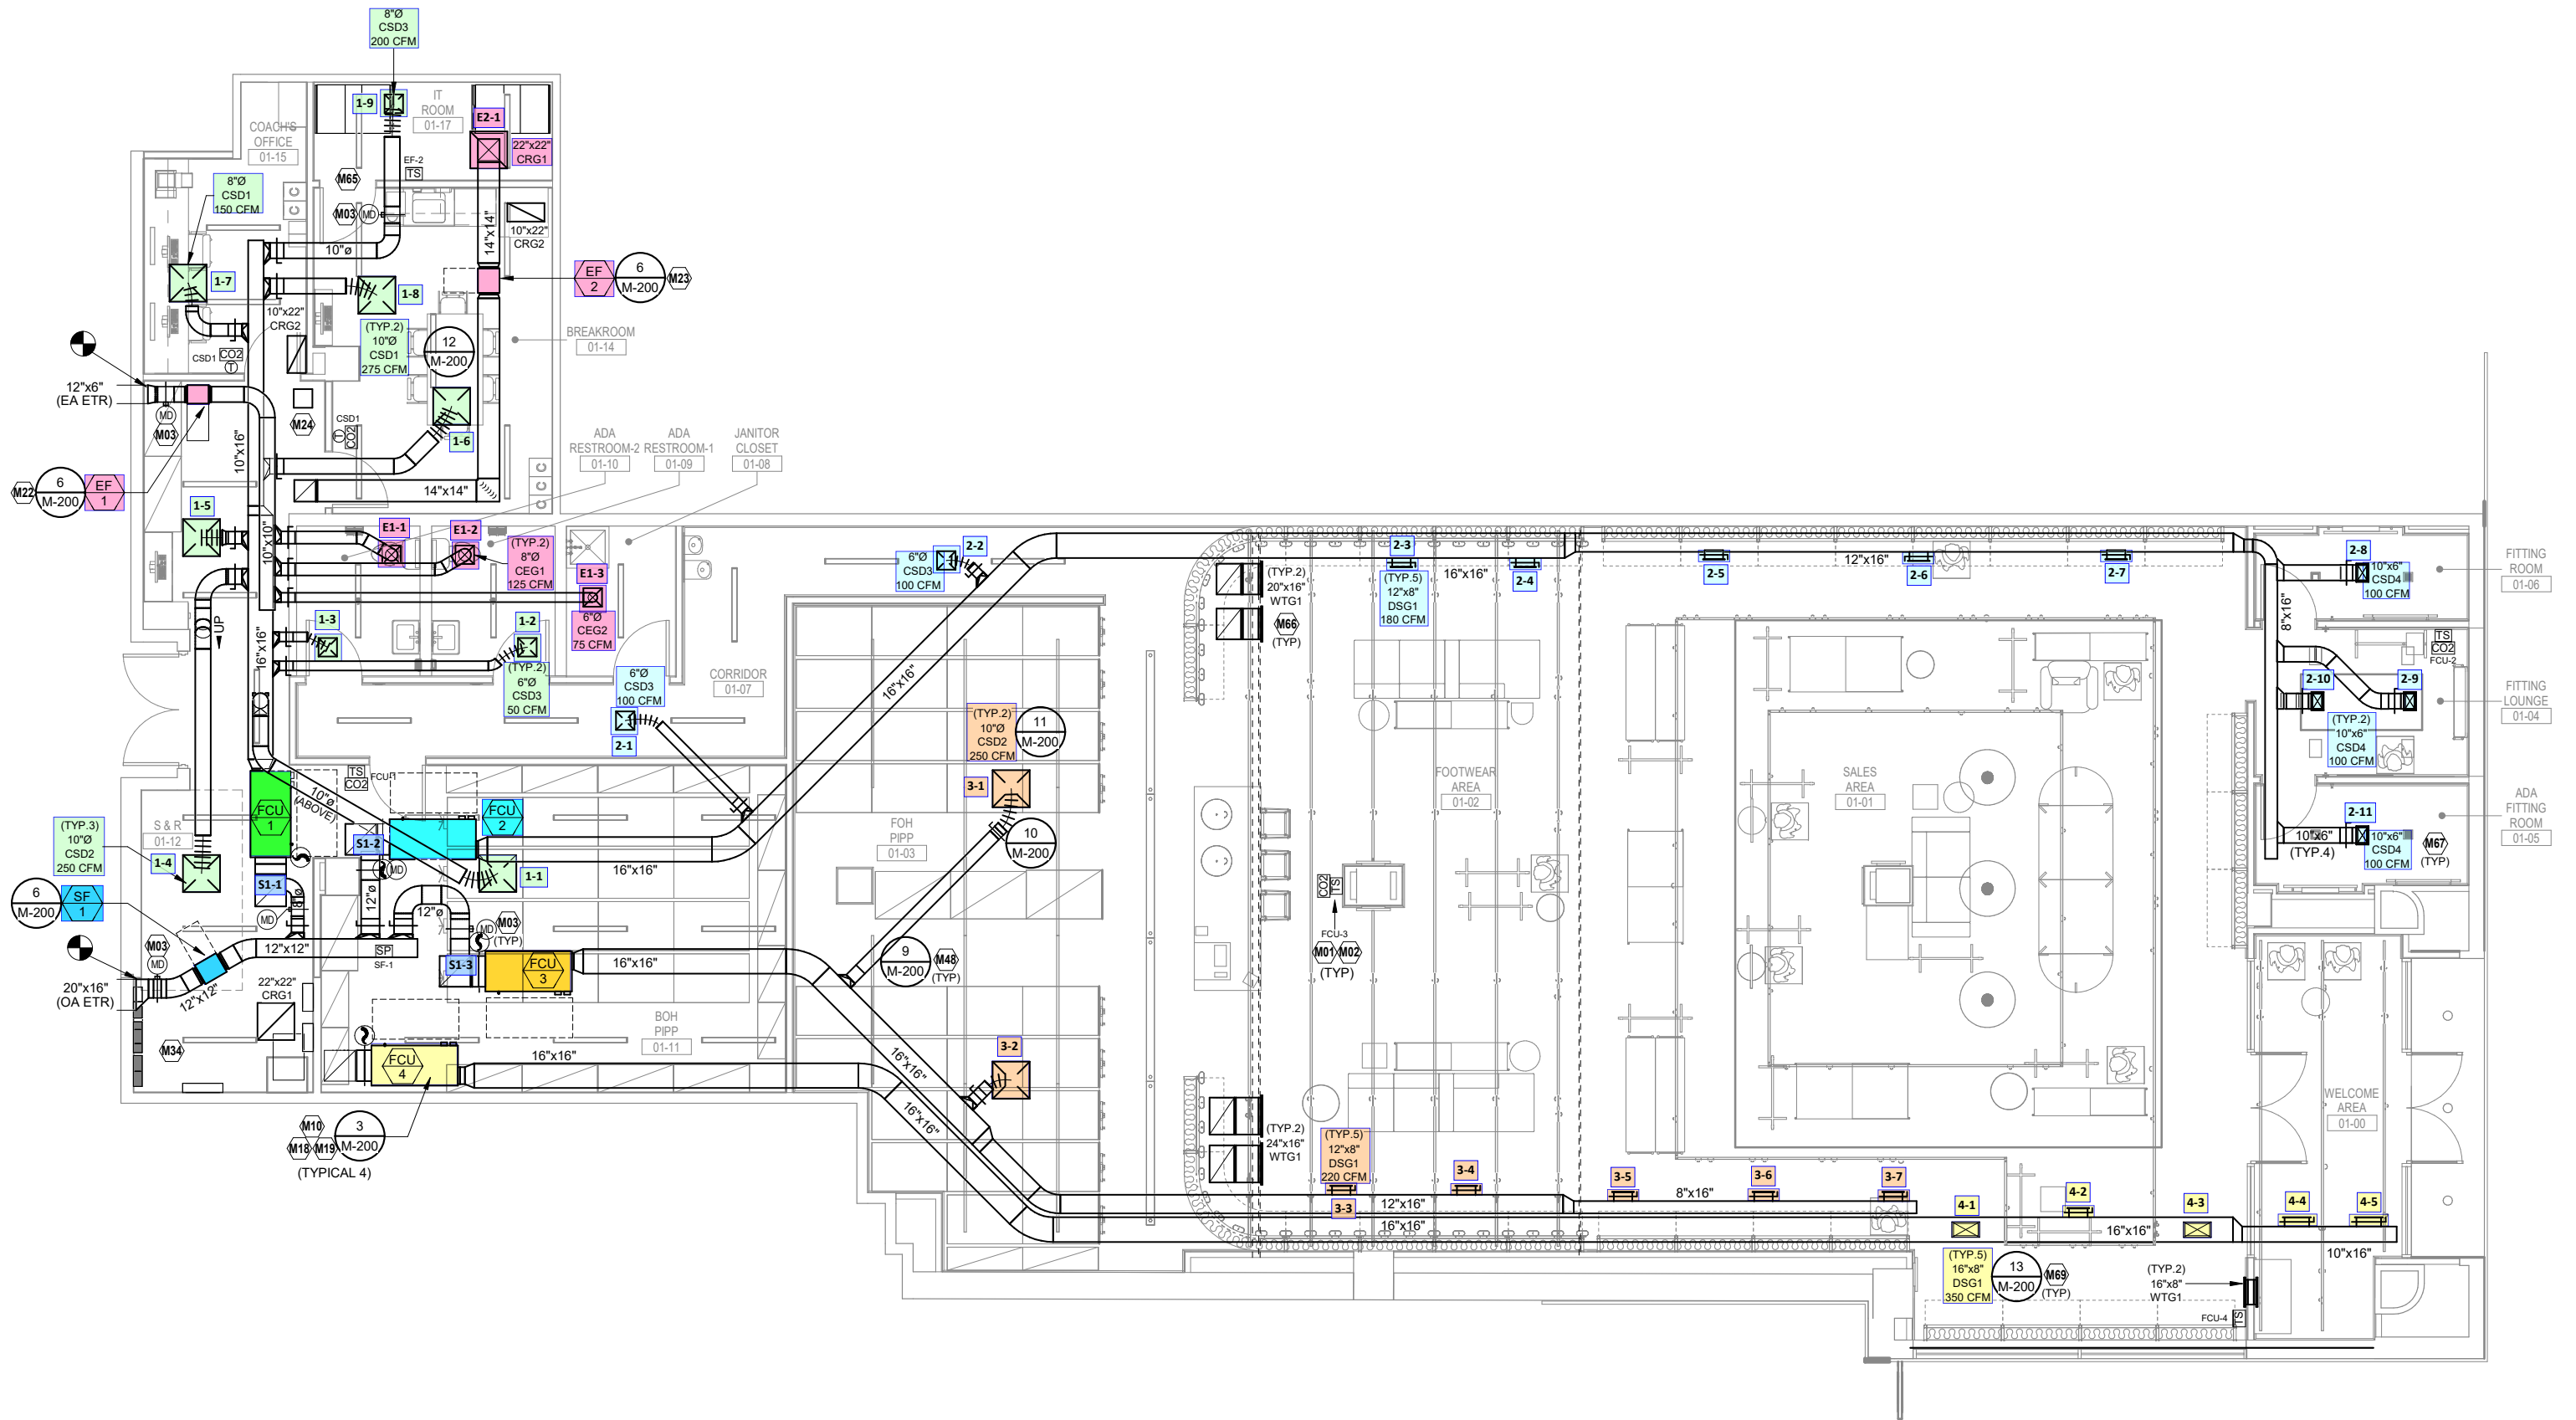 8"Ø
CSD3
200 CFM
1-9
IT
ROOM
01-17
E2-1
22"x22"
CRG1
COACH'S
OFFICE
01-15
EF-2
TS
M65
8"Ø
CSD1
150 CFM
C
C
M03
MD
10"x22"
CRG2
14"x14"
10"ø
1-7
1-8
EF
2
6
M-200
M23
10"x22"
CRG2
(TYP.2)
10"Ø
CSD1
275 CFM
12
M-200
BREAKROOM
01-14
CSD1
CO2
T
12"x6"
(EA ETR)
MD
M03
M24
CSD1
T
CO2
1-6
10"x16"
ADA
RESTROOM-2
01-10
ADA
RESTROOM-1
01-09
JANITOR
CLOSET
01-08
C
C
C
14"x14"
M22
6
M-200
EF
1
1-5
10"x10"
E1-1
E1-2
(TYP.2)
8"Ø
CEG1
125 CFM
E1-3
6"Ø
CEG2
75 CFM
UP
16"x16"
1-3
1-2
(TYP.2)
6"Ø
CSD3
50 CFM
6"Ø
CSD3
100 CFM
2-1
CORRIDOR
01-07
6"Ø
CSD3
100 CFM
2-2
16"x16"
(TYP.2)
20"x16"
WTG1
M66
(TYP)
2-3
(TYP.5)
12"x8"
DSG1
180 CFM
16"x16"
2-4
2-5
12"x16"
2-6
2-7
2-8
10"x6"
CSD4
100 CFM
FITTING
ROOM
01-06
8"x16"
TS
CO2
FCU-2
2-10
2-9
(TYP.2)
10"x6"
CSD4
100 CFM
FITTING
LOUNGE
01-04
2-11
10"x6"
CSD4
100 CFM
10"x6"
(TYP.4)
M67
(TYP)
ADA
FITTING
ROOM
01-05
(TYP.2)
10"Ø
CSD2
250 CFM
11
M-200
3-1
10
M-200
FOH
PIPP
01-03
FOOTWEAR
AREA
01-02
SALES
AREA
01-01
TS
CO2
FCU-
10"ø
(ABOVE)
FCU
1
FCU
2
S1-2
MD
16"x16"
1-1
(TYP.3)
10"Ø
CSD2
250 CFM
S & R
01-12
1-4
S1-1
8"ø
MD
12"ø
12"ø
MD
M03
(TYP)
6
M-200
SF
1
M03
MD
12"x12"
SP
SF-1
S1-3
FCU
3
16"x16"
9
M-200
M48
(TYP)
CO2
TS
FCU-3
M01
M02
(TYP)
20"x16"
(OA ETR)
12"x12"
22"x22"
CRG1
M34
BOH
PIPP
01-11
FCU
4
16"x16"
16"x16"
16"x16"
3-2
M10
M18
M19
3
M-200
(TYPICAL 4)
(TYP.2)
24"x16"
WTG1
(TYP.5)
12"x8"
DSG1
220 CFM
3-3
3-4
12"x16"
16"x16"
3-5
8"x16"
3-6
3-7
4-1
4-2
4-3
16"x16"
4-4
4-5
10"x16"
WELCOME
AREA
01-00
(TYP.5)
16"x8"
DSG1
350 CFM
13
M-200
M69
(TYP)
(TYP.2)
16"x8"
WTG1
FCU-4
TS